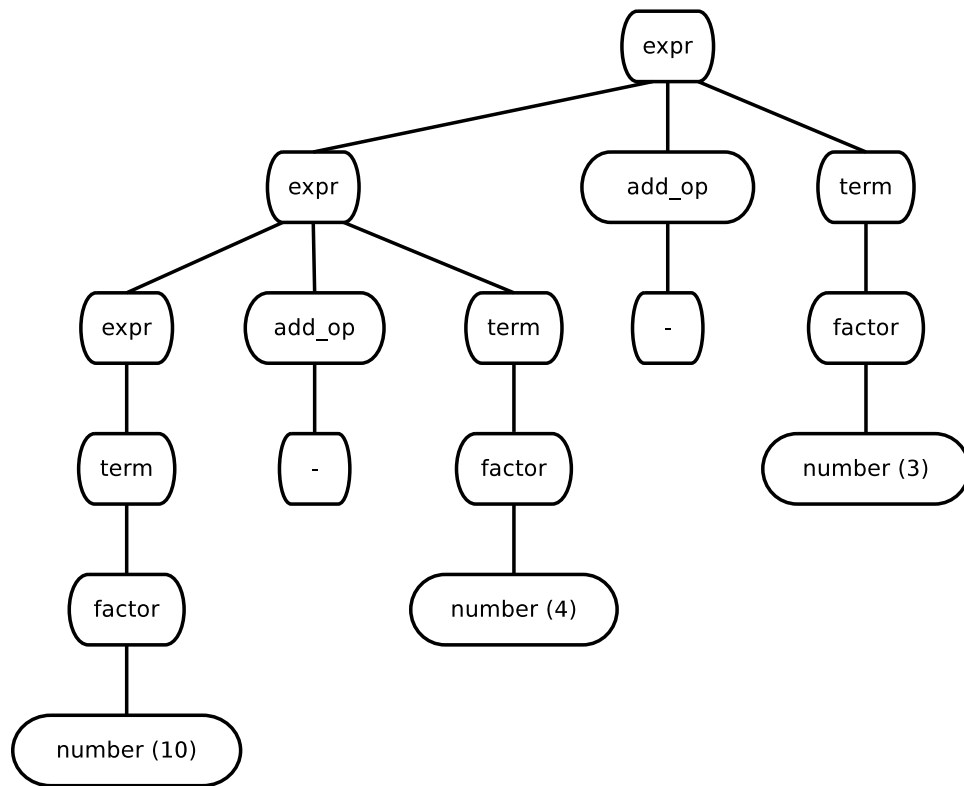 expr
expr add_op term
expr add_op term - factor
term - factor number (3)
factor number (4)
number (10)